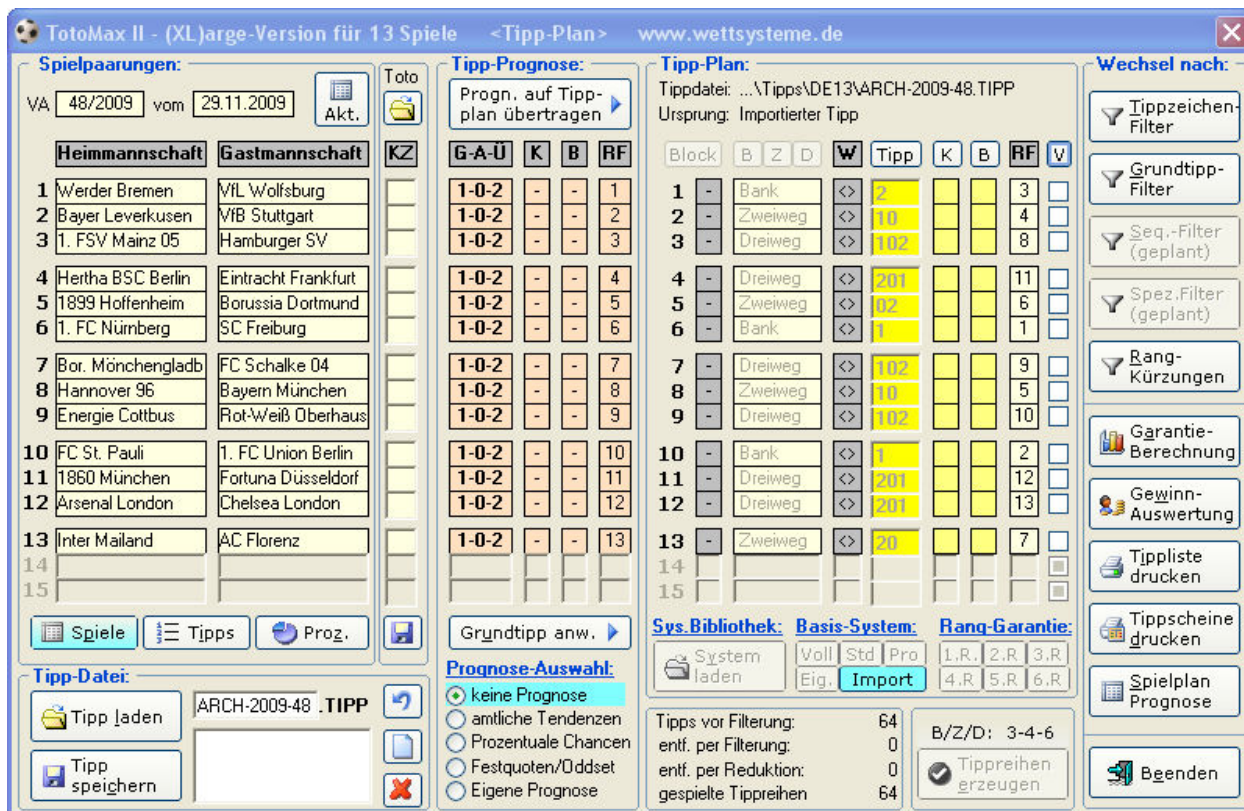 TotoMax II - (XL)arge-Version für 13 Spiele <Tipp-Plan> www.wettsysteme.de
Spielpaarungen:
VA 48/2009 vom 29.11.2009 Akt.
Heimmannschaft Gastmannschaft
1 Werder Bremen VfL Wolfsburg
2 Bayer Leverkusen VfB Stuttgart
3 1. FSV Mainz 05 Hamburger SV
4 Hertha BSC Berlin Eintracht Frankfurt
5 1899 Hoffenheim Borussia Dortmund
6 1. FC Nürnberg SC Freiburg
7 Bor. Mönchengladb FC Schalke 04
8 Hannover 96 Bayern München
9 Energie Cottbus Rot-Weiß Oberhaus
10 FC St. Pauli 1. FC Union Berlin
11 1860 München Fortuna Düsseldorf
12 Arsenal London Chelsea London
13 Inter Mailand AC Florenz
14
15
Spiele Tipps Proz.
Toto
KZ
Tipp-Datei:
Tipp laden
ARCH-2009-48 .TIPP
Tipp speichern
Tipp-Prognose:
Progn. auf Tipp-
plan übertragen
G-A-Ü K B RF
1-0-2 - - 1
1-0-2 - - 2
1-0-2 - - 3
1-0-2 - - 4
1-0-2 - - 5
1-0-2 - - 6
1-0-2 - - 7
1-0-2 - - 8
1-0-2 - - 9
1-0-2 - - 10
1-0-2 - - 11
1-0-2 - - 12
1-0-2 - - 13
Grundtipp anw.
Prognose-Auswahl:
keine Prognose
amtliche Tendenzen
Prozentuale Chancen
Festquoten/Oddset
Eigene Prognose
Tipp-Plan:
Tippdatei: ...\Tipps\DE13\ARCH-2009-48.TIPP
Ursprung: Importierter Tipp
Block B Z D W Tipp K B RF V
1 - Bank <> 2 3
2 - Zweiweg <> 10 4
3 - Dreiweg <> 102 8
4 - Dreiweg <> 201 11
5 - Zweiweg <> 02 6
6 - Bank <> 1 1
7 - Dreiweg <> 102 9
8 - Zweiweg <> 10 5
9 - Dreiweg <> 102 10
10 - Bank <> 1 2
11 - Dreiweg <> 201 12
12 - Dreiweg <> 201 13
13 - Zweiweg <> 20 7
14
15
Sys.Bibliothek: Basis-System: Rang-Garantie:
System laden
Voll Std Pro
Eig. Import
1.R. 2.R 3.R
4.R 5.R 6.R
Tipps vor Filterung: 64
entf. per Filterung: 0
entf. per Reduktion: 0
gespielte Tippreihen 64
B/Z/D: 3-4-6
Tippreihen
erzeugen
Wechsel nach:
Tippzeichen-
Filter
Grundtipp-
Filter
Seq.-Filter
(geplant)
Spez.Filter
(geplant)
Rang-
Kürzungen
Garantie-
Berechnung
Gewinn-
Auswertung
Tippliste
drucken
Tippscheine
drucken
Spielplan
Prognose
Beenden